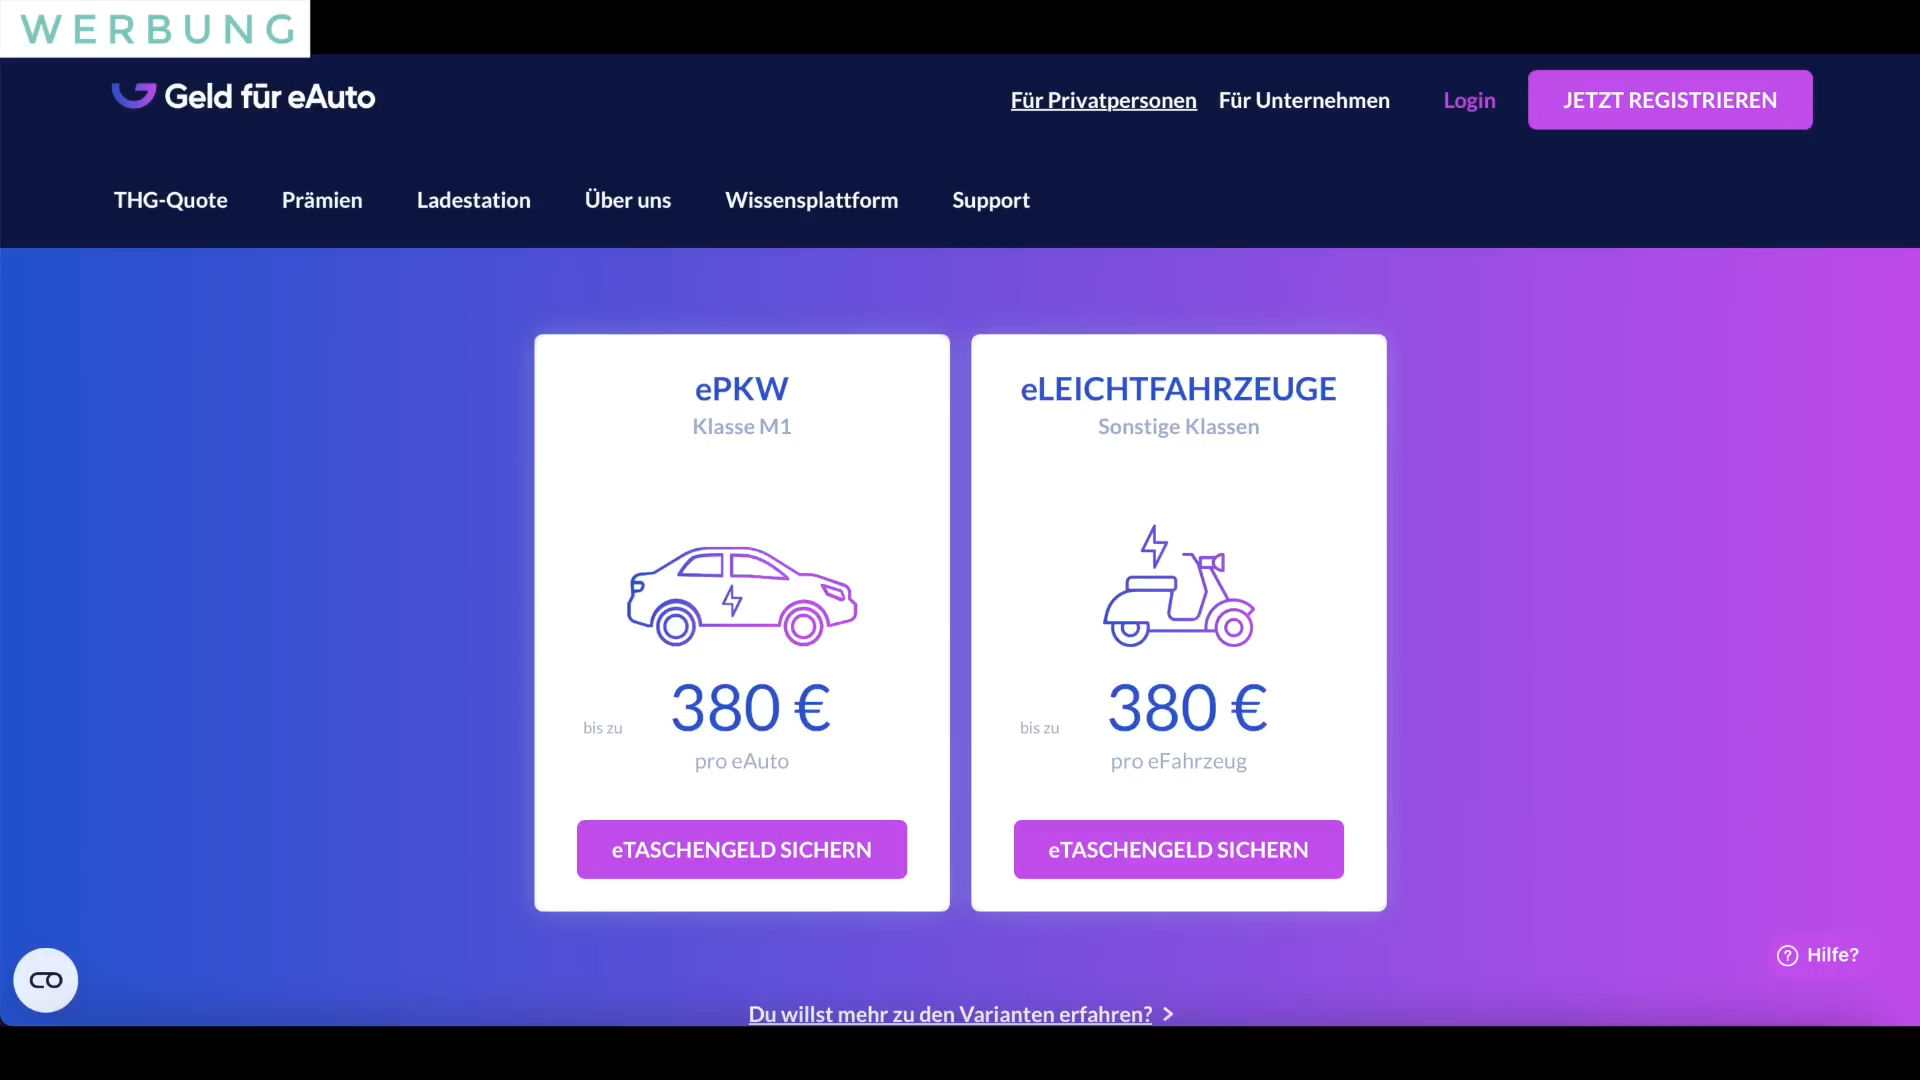 WERBUNG
Geld für eAuto
Für Privatpersonen
Für Unternehmen
Login
JETZT REGISTRIEREN
THG-Quote
Prämien
Ladestation
Über uns
Wissensplattform
Support
ePKW
Klasse M1
bis zu 380 €
pro eAuto
eTASCHENGELD SICHERN
eLEICHTFAHRZEUGE
Sonstige Klassen
bis zu 380 €
pro eFahrzeug
eTASCHENGELD SICHERN
? Hilfe?
Du willst mehr zu den Varianten erfahren? >